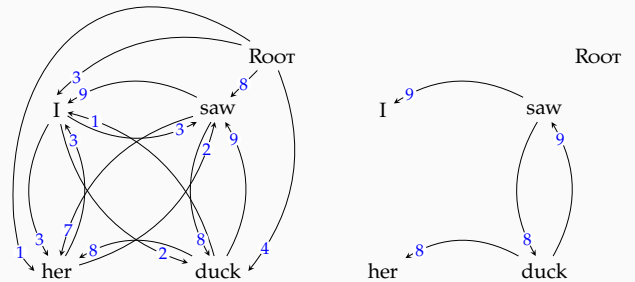 ROOT ROOT
3 8
9 9
I saw I saw
1 3
3 2 9 9
7
3 8 8 8 8
1 2 4
her duck her duck